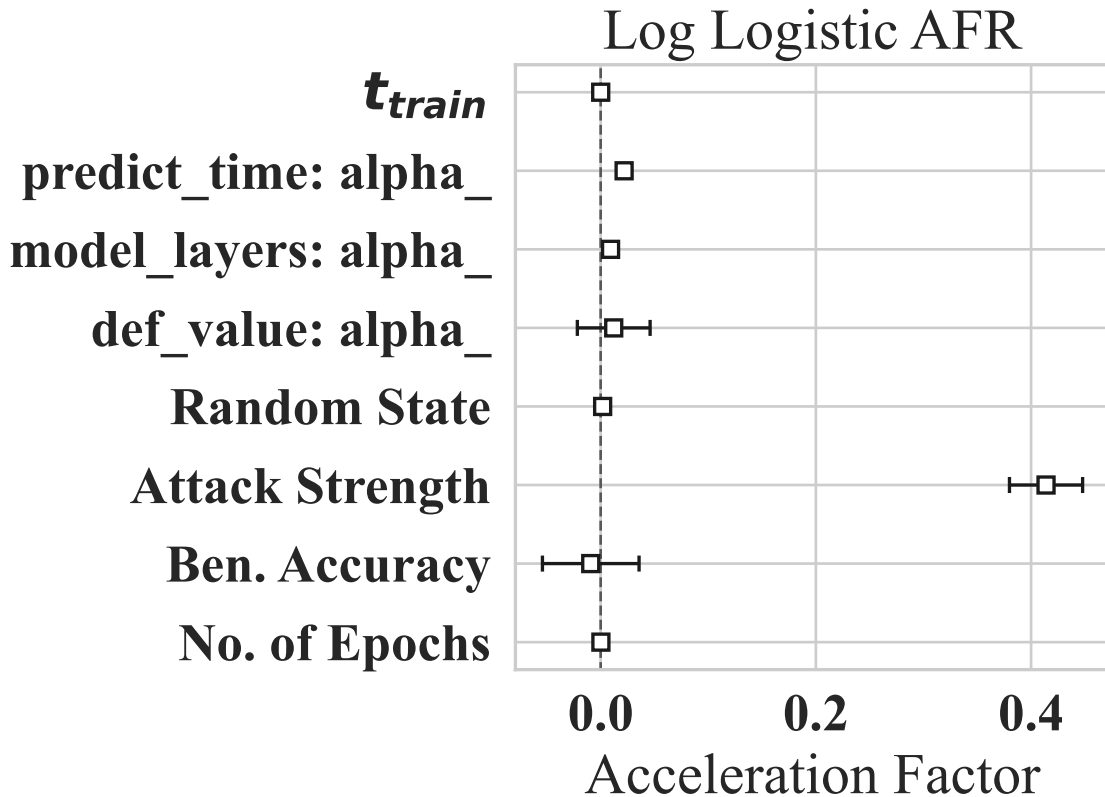 Log Logistic AFR
t_train
predict_time: alpha_
model_layers: alpha_
def_value: alpha_
Random State
Attack Strength
Ben. Accuracy
No. of Epochs
0.0 0.2 0.4
Acceleration Factor